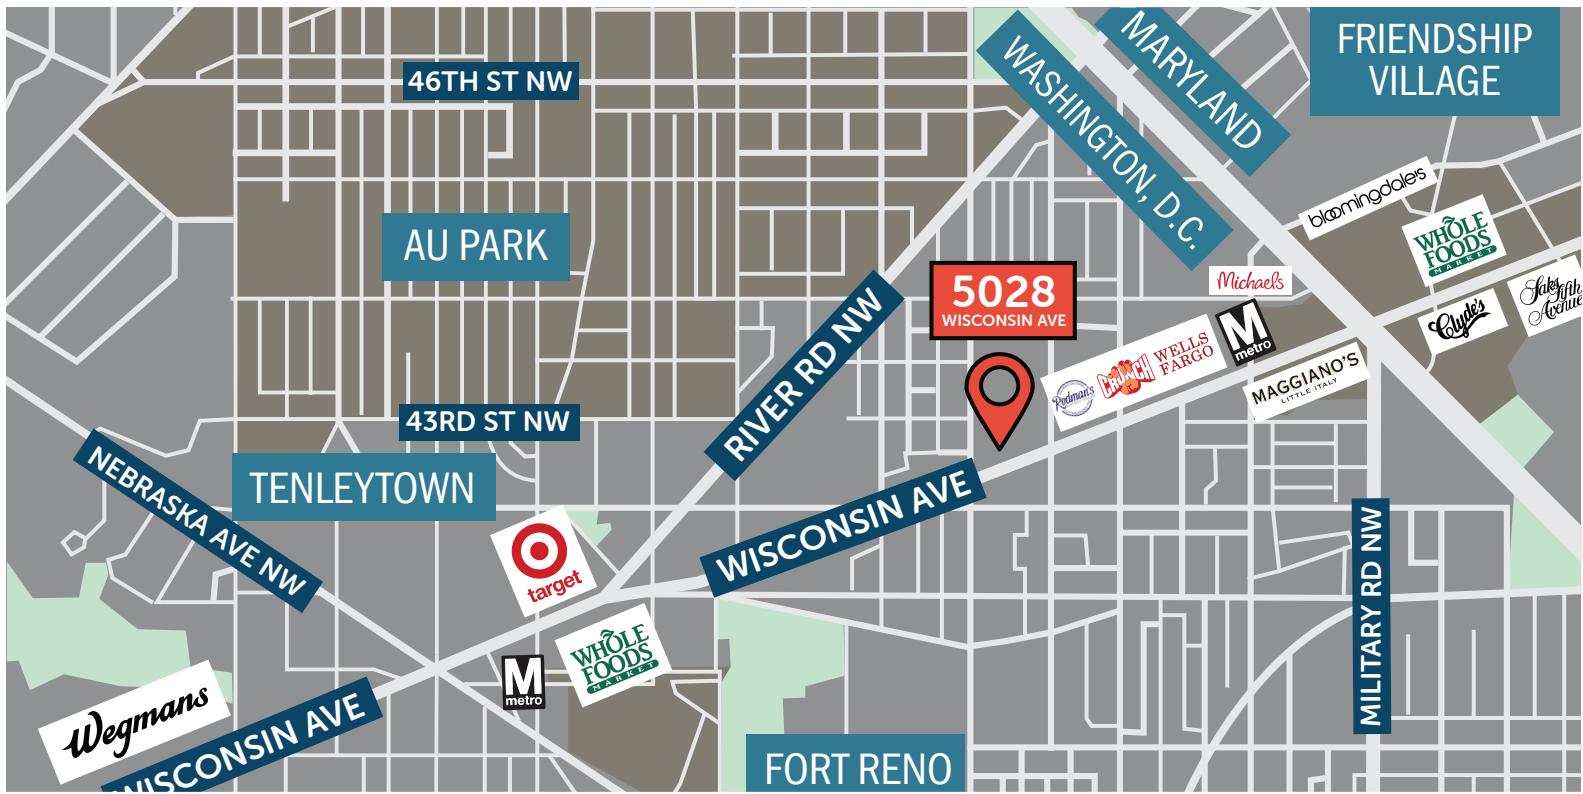 FRIENDSHIP
VILLAGE
MARYLAND
WASHINGTON, D.C.
46TH ST NW
bloomingdale's
WHOLE
FOODS
MARKET
AU PARK
Michaels
Saks
Fifth
Avenue
5028
WISCONSIN AVE
Clyde's
M
metro
RIVER RD NW
WELLS
FARGO
CRUNCH
Rodman's
MAGGIANO'S
LITTLE ITALY
43RD ST NW
NEBRASKA AVE NW
TENLEYTOWN
WISCONSIN AVE
target
MILITARY RD NW
WHOLE
FOODS
MARKET
M
metro
Wegmans
WISCONSIN AVE
FORT RENO